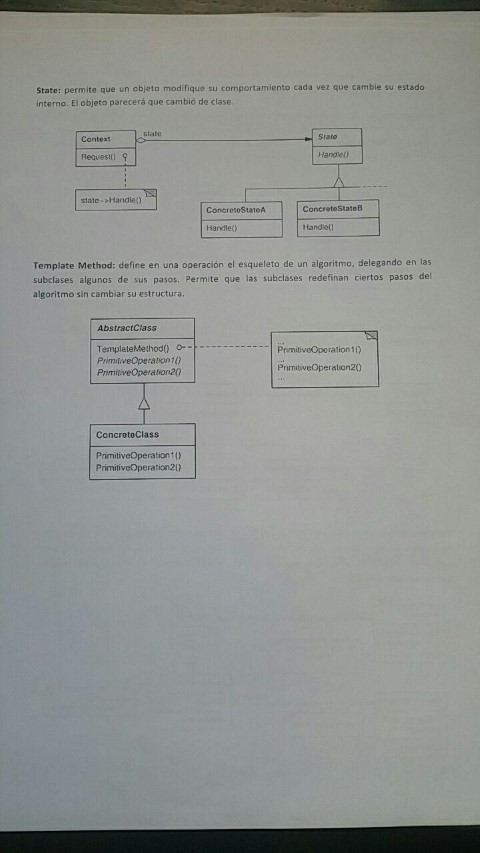 State: permite que un objeto modifique su comportamiento cada vez que cambie su estado
interno. El objeto parecerá que cambió de clase.
Context
state
State
Request()
Handle()
state->Handle()
ConcreteStateA
ConcreteStateB
Handle()
Handle()
Template Method: define en una operación el esqueleto de un algoritmo, delegando en las
subclases algunos de sus pasos. Permite que las subclases redefinan ciertos pasos del
algoritmo sin cambiar su estructura.
AbstractClass
TemplateMethod()
PrimitiveOperation1()
PrimitiveOperation2()
...
PrimitiveOperation1()
...
PrimitiveOperation2()
...
ConcreteClass
PrimitiveOperation1()
PrimitiveOperation2()